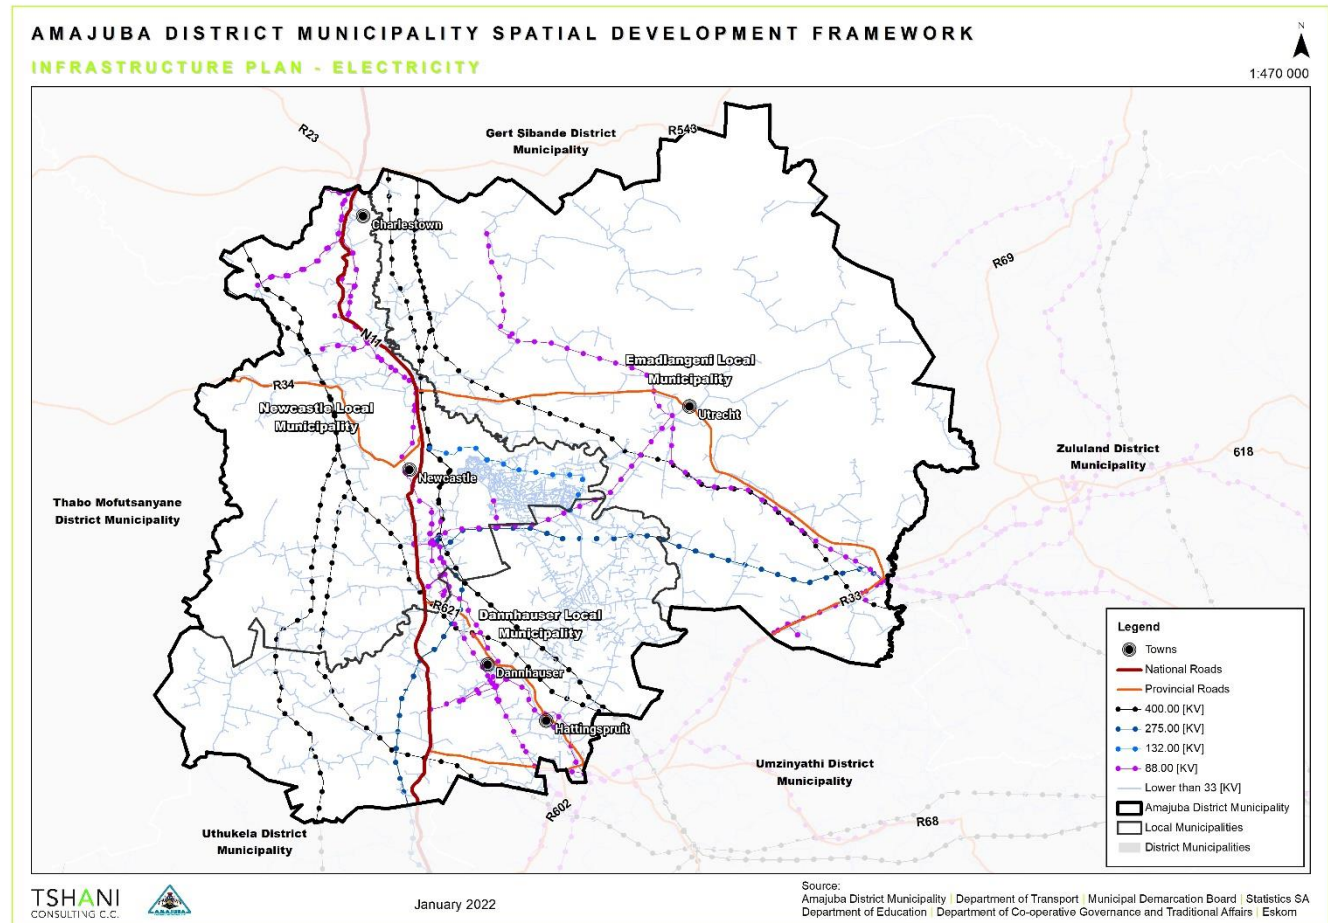 AMAJUBA DISTRICT MUNICIPALITY SPATIAL DEVELOPMENT FRAMEWORK
INFRASTRUCTURE PLAN - ELECTRICITY
N
1:470 000
R23
Gert Sibande District
Municipality
R543
Charlestown
R69
N11
Emadlangeni Local
Municipality
R34
Newcastle Local
Municipality
Utrecht
Zululand District
Municipality
618
Newcastle
Thabo Mofutsanyane
District Municipality
R33
R621
Dannhauser Local
Municipality
Dannhauser
Hattingspruit
Umzinyathi District
Municipality
R602
R68
Uthukela District
Municipality
Legend
Towns
National Roads
Provincial Roads
400.00 [KV]
275.00 [KV]
132.00 [KV]
88.00 [KV]
Lower than 33 [KV]
Amajuba District Municipality
Local Municipalities
District Municipalities
TSHANI
CONSULTING C.C.
AMAJUBA
January 2022
Source:
Amajuba District Municipality | Department of Transport | Municipal Demarcation Board | Statistics SA
Department of Education | Department of Co-operative Governance and Traditional Affairs | Eskom